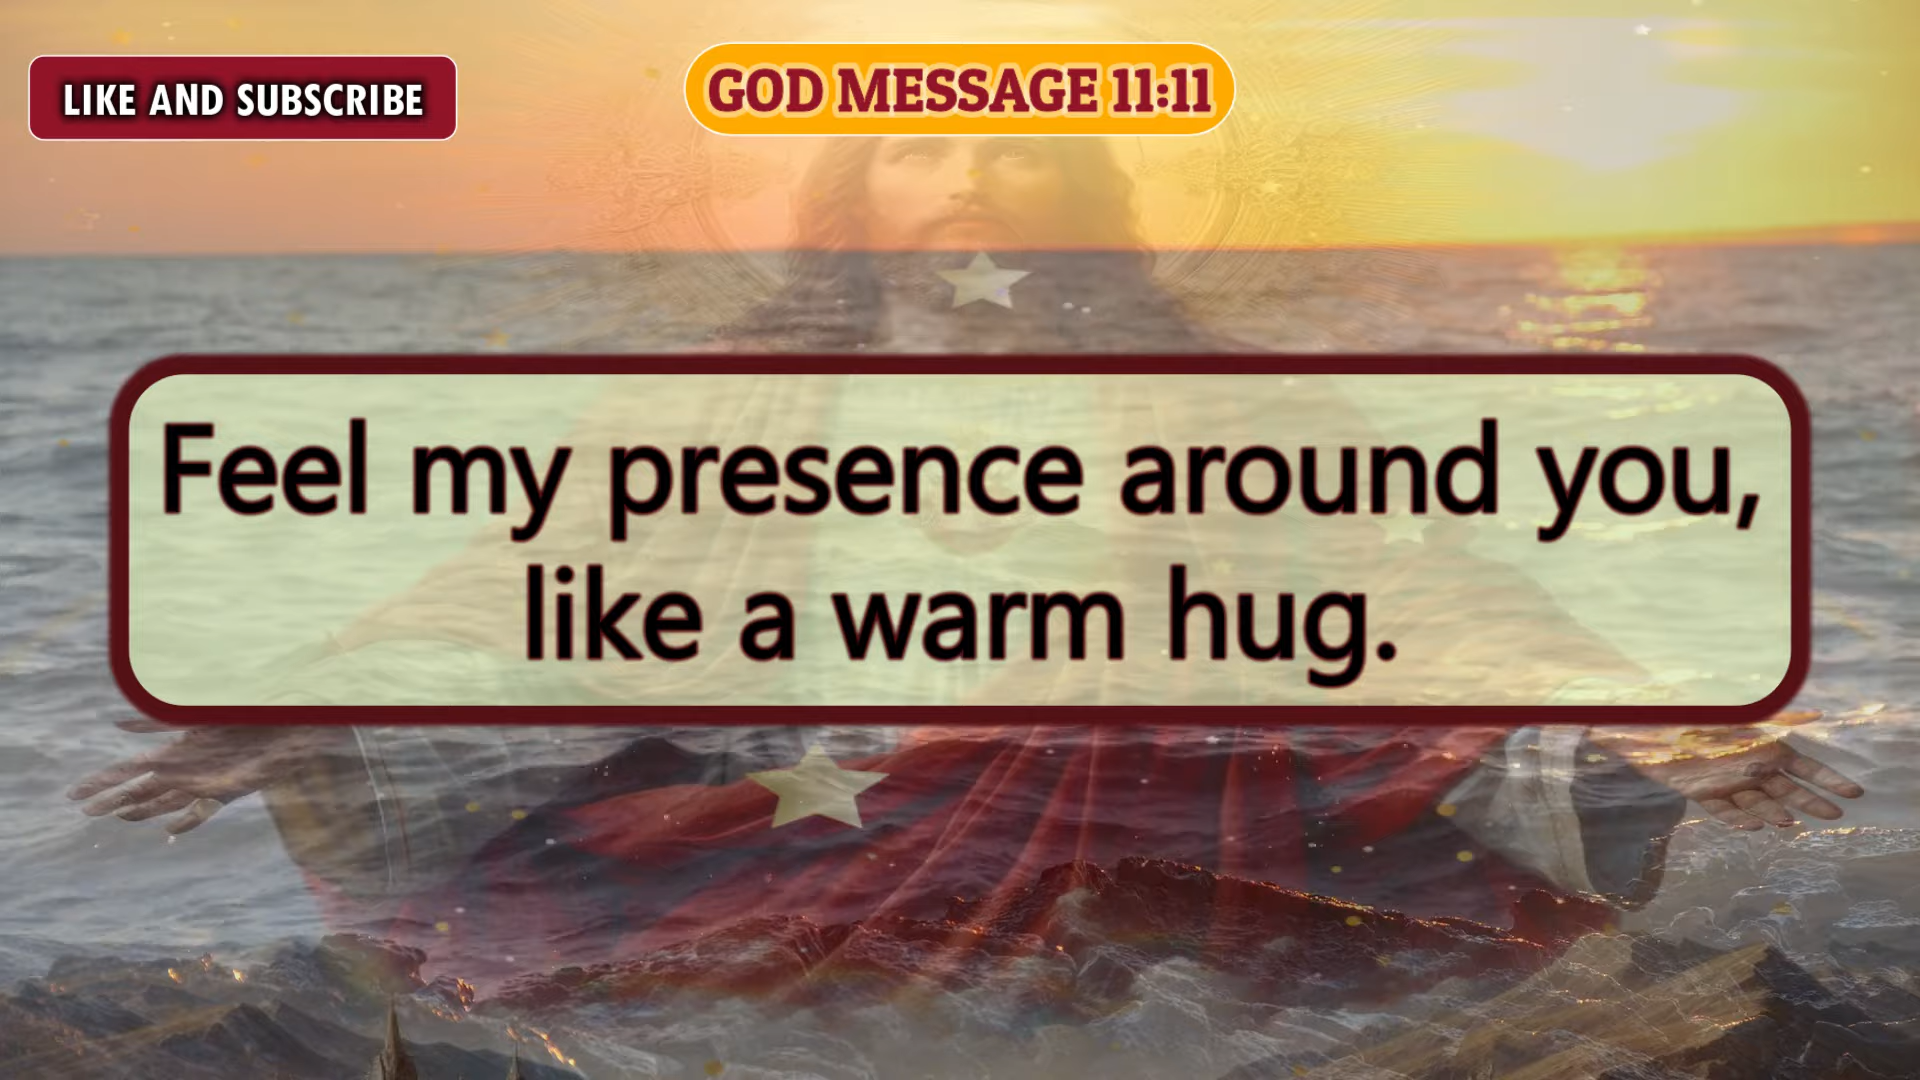 LIKE AND SUBSCRIBE
GOD MESSAGE 11:11
Feel my presence around you,
like a warm hug.